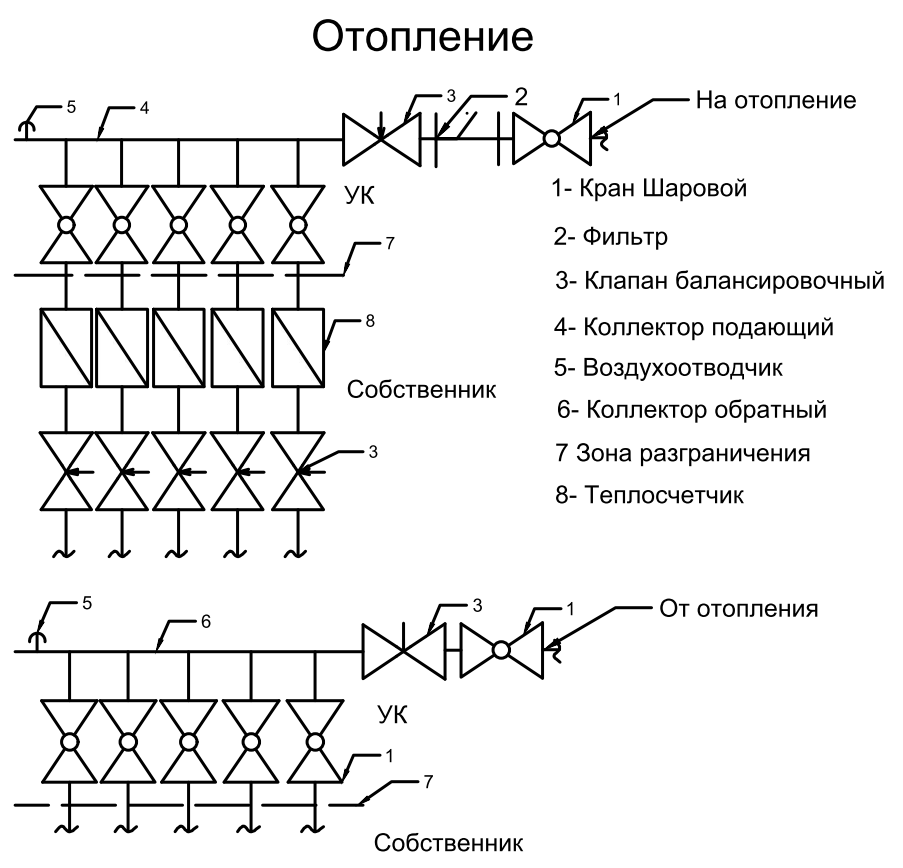 Отопление
5
4
3
2
1
На отопление
УК
1- Кран Шаровой
2- Фильтр
7
3- Клапан балансировочный
8
4- Коллектор подающий
5- Воздухоотводчик
Собственник
6- Коллектор обратный
3
7 Зона разграничения
8- Теплосчетчик
5
6
3
1
От отопления
УК
1
7
Собственник